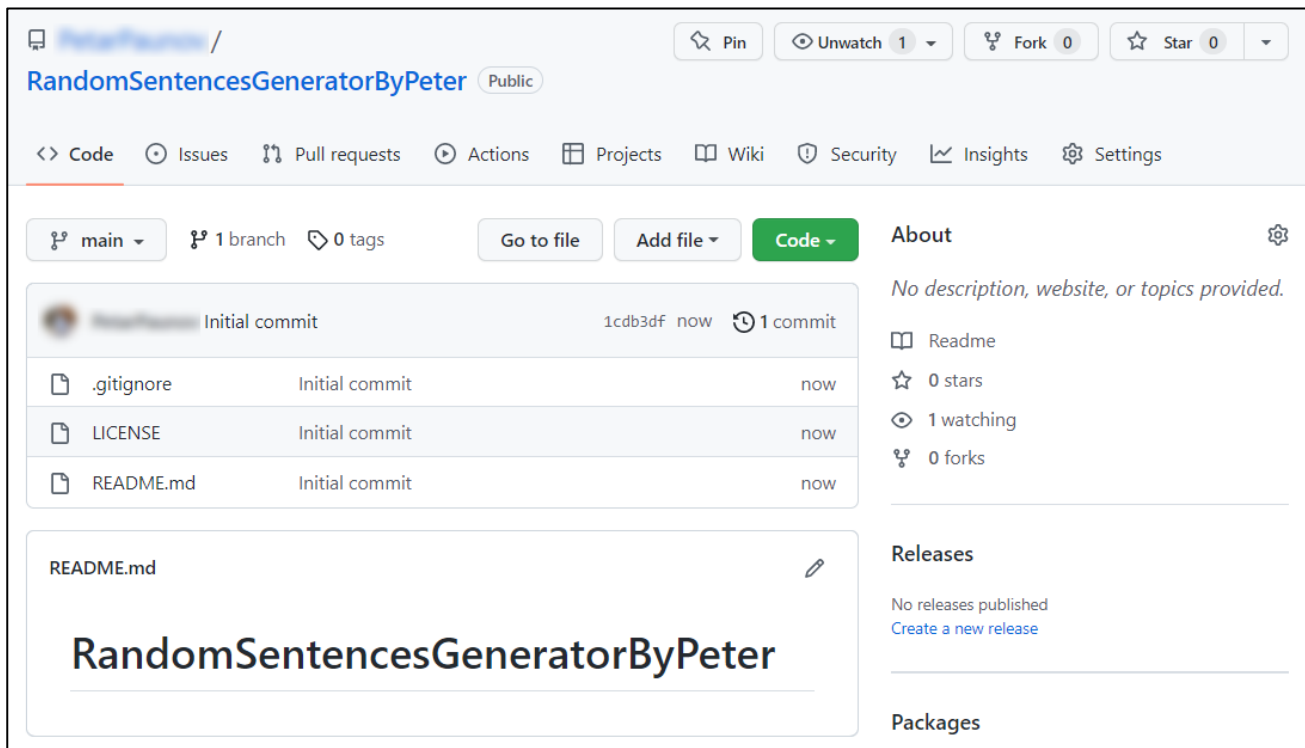 /
Pin
Unwatch 1
Fork 0
Star 0
RandomSentencesGeneratorByPeter Public
Code Issues Pull requests Actions Projects Wiki Security Insights Settings
main 1 branch 0 tags Go to file Add file Code
About
No description, website, or topics provided.
Initial commit 1cdb3df now 1 commit
Readme
.gitignore Initial commit now
0 stars
LICENSE Initial commit now
1 watching
README.md Initial commit now
0 forks
README.md
RandomSentencesGeneratorByPeter
Releases
No releases published
Create a new release
Packages